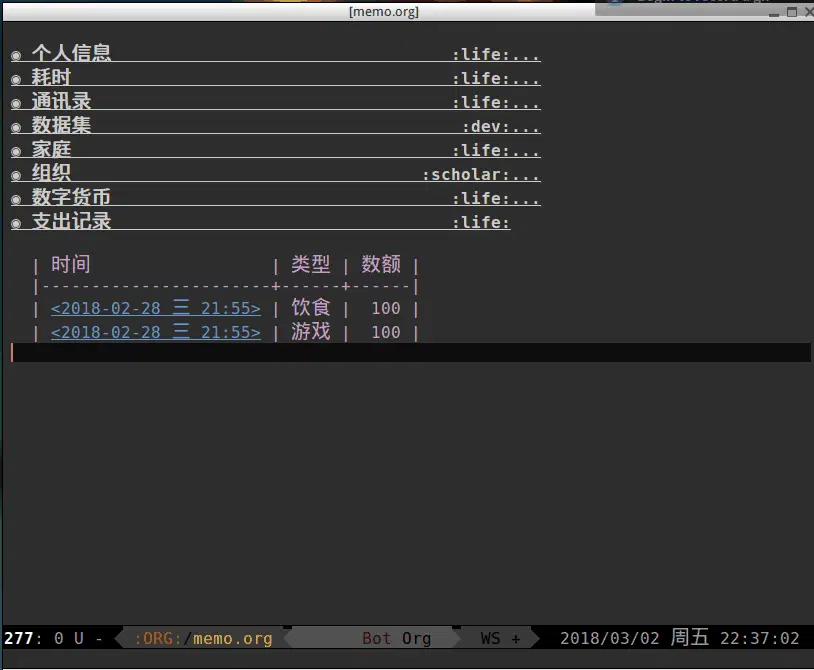 [memo.org]
◉ 个人信息 :life:...
◉ 耗时 :life:...
◉ 通讯录 :life:...
◉ 数据集 :dev:...
◉ 家庭 :life:...
◉ 组织 :scholar:...
◉ 数字货币 :life:...
◉ 支出记录 :life:
| 时间 | 类型 | 数额 |
|-----------------------+------+------|
| <2018-02-28 三 21:55> | 饮食 | 100 |
| <2018-02-28 三 21:55> | 游戏 | 100 |
277: 0 U - :ORG:/memo.org Bot Org WS + 2018/03/02 周五 22:37:02